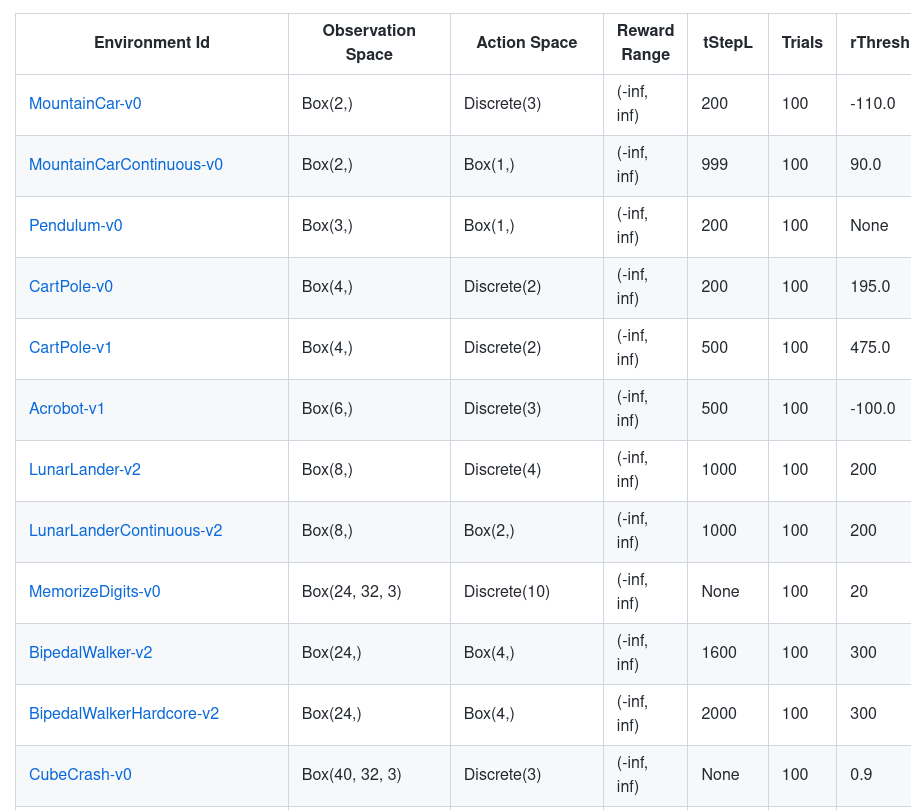 Environment Id Observation Space Action Space Reward Range tStepL Trials rThresh
MountainCar-v0 Box(2,) Discrete(3) (-inf, inf) 200 100 -110.0
MountainCarContinuous-v0 Box(2,) Box(1,) (-inf, inf) 999 100 90.0
Pendulum-v0 Box(3,) Box(1,) (-inf, inf) 200 100 None
CartPole-v0 Box(4,) Discrete(2) (-inf, inf) 200 100 195.0
CartPole-v1 Box(4,) Discrete(2) (-inf, inf) 500 100 475.0
Acrobot-v1 Box(6,) Discrete(3) (-inf, inf) 500 100 -100.0
LunarLander-v2 Box(8,) Discrete(4) (-inf, inf) 1000 100 200
LunarLanderContinuous-v2 Box(8,) Box(2,) (-inf, inf) 1000 100 200
MemorizeDigits-v0 Box(24, 32, 3) Discrete(10) (-inf, inf) None 100 20
BipedalWalker-v2 Box(24,) Box(4,) (-inf, inf) 1600 100 300
BipedalWalkerHardcore-v2 Box(24,) Box(4,) (-inf, inf) 2000 100 300
CubeCrash-v0 Box(40, 32, 3) Discrete(3) (-inf, inf) None 100 0.9